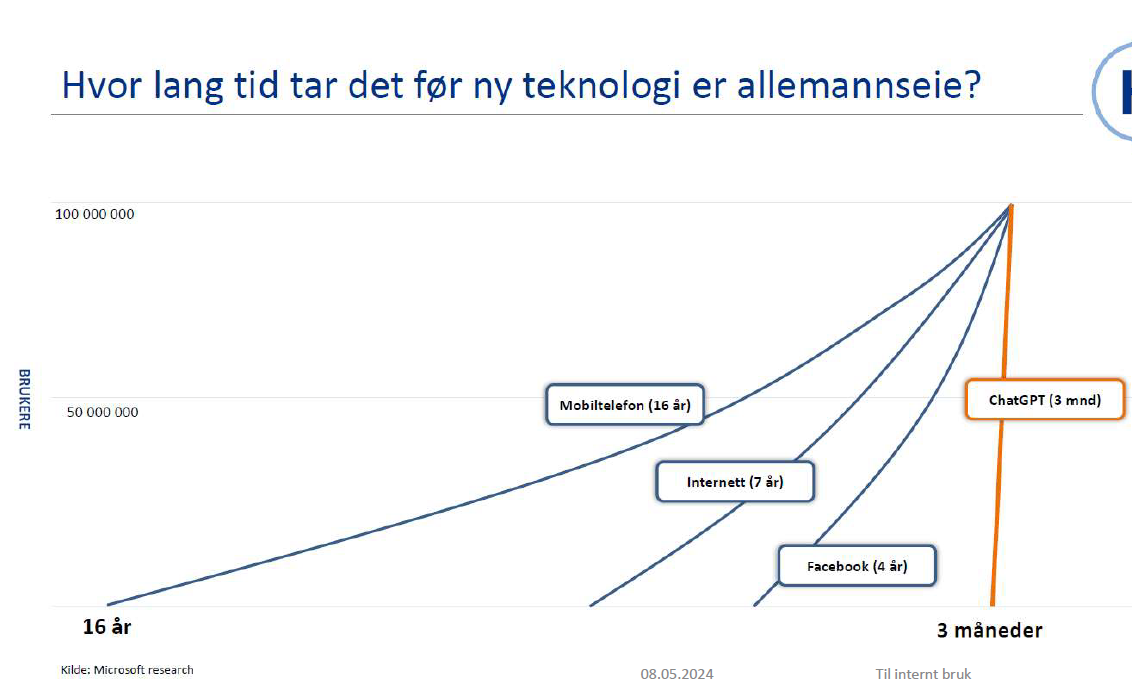 Hvor lang tid tar det før ny teknologi er allemannseie?
100 000 000
BRUKERE
50 000 000
Mobiltelefon (16 år)
ChatGPT (3 mnd)
Internett (7 år)
Facebook (4 år)
16 år
3 måneder
Kilde: Microsoft research
08.05.2024
Til internt bruk